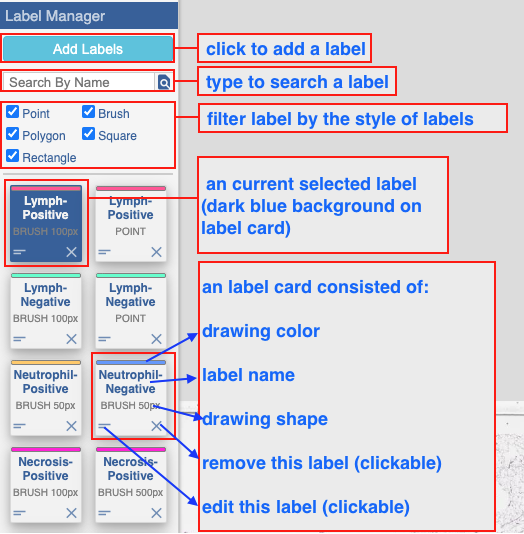 Label Manager
Add Labels
click to add a label
Search By Name
type to search a label
Point
Brush
filter label by the style of labels
Polygon
Square
Rectangle
an current selected label
(dark blue background on
label card)
Lymph-
Positive
BRUSH 100px
Lymph-
Positive
POINT
Lymph-
Negative
BRUSH 100px
Lymph-
Negative
POINT
Neutrophil-
Positive
BRUSH 50px
Neutrophil-
Negative
BRUSH 50px
Necrosis-
Positive
BRUSH 100px
Necrosis-
Positive
BRUSH 500px
an label card consisted of:
drawing color
label name
drawing shape
remove this label (clickable)
edit this label (clickable)